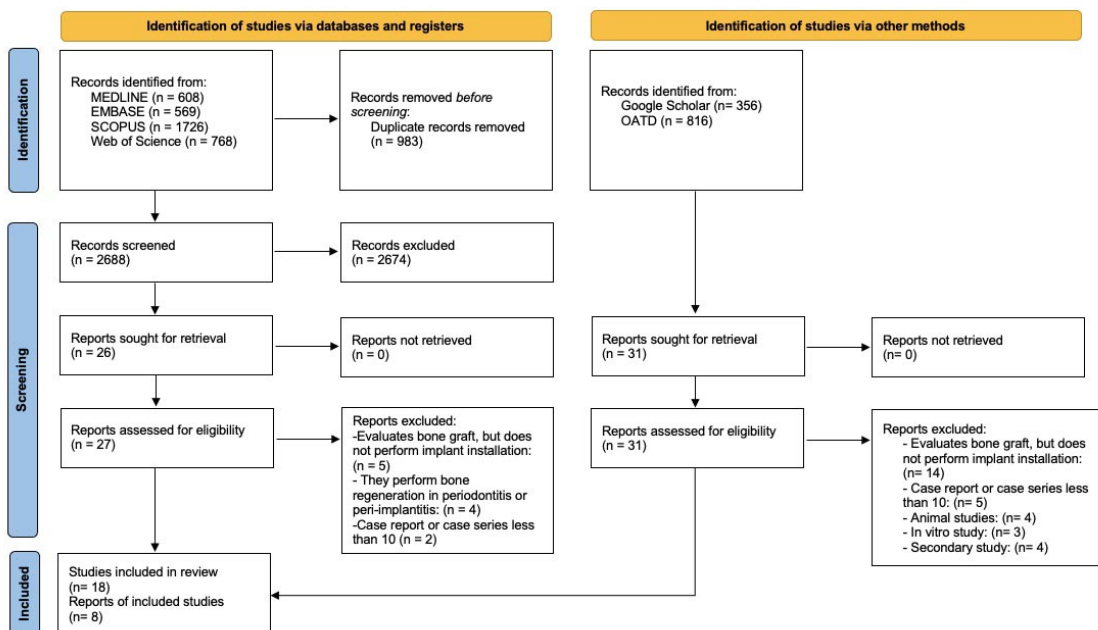 Identification of studies via databases and registers
Identification of studies via other methods
Identification
Records identified from:
MEDLINE (n = 608)
EMBASE (n = 569)
SCOPUS (n = 1726)
Web of Science (n = 768)
Records removed before
screening:
Duplicate records removed
(n = 983)
Records identified from:
Google Scholar (n= 356)
OATD (n = 816)
Screening
Records screened
(n = 2688)
Records excluded
(n = 2674)
Reports sought for retrieval
(n = 26)
Reports not retrieved
(n= 0)
Reports sought for retrieval
(n = 31)
Reports not retrieved
(n= 0)
Reports assessed for eligibility
(n = 27)
Reports excluded:
-Evaluates bone graft, but does
not perform implant installation:
(n = 5)
- They perform bone
regeneration in periodontitis or
peri-implantitis: (n = 4)
-Case report or case series less
than 10 (n = 2)
Reports assessed for eligibility
(n = 31)
Reports excluded:
- Evaluates bone graft, but does
not perform implant installation:
(n= 14)
- Case report or case series less
than 10: (n= 5)
- Animal studies: (n= 4)
- In vitro study: (n= 3)
- Secondary study: (n= 4)
Included
Studies included in review
(n= 18)
Reports of included studies
(n= 8)